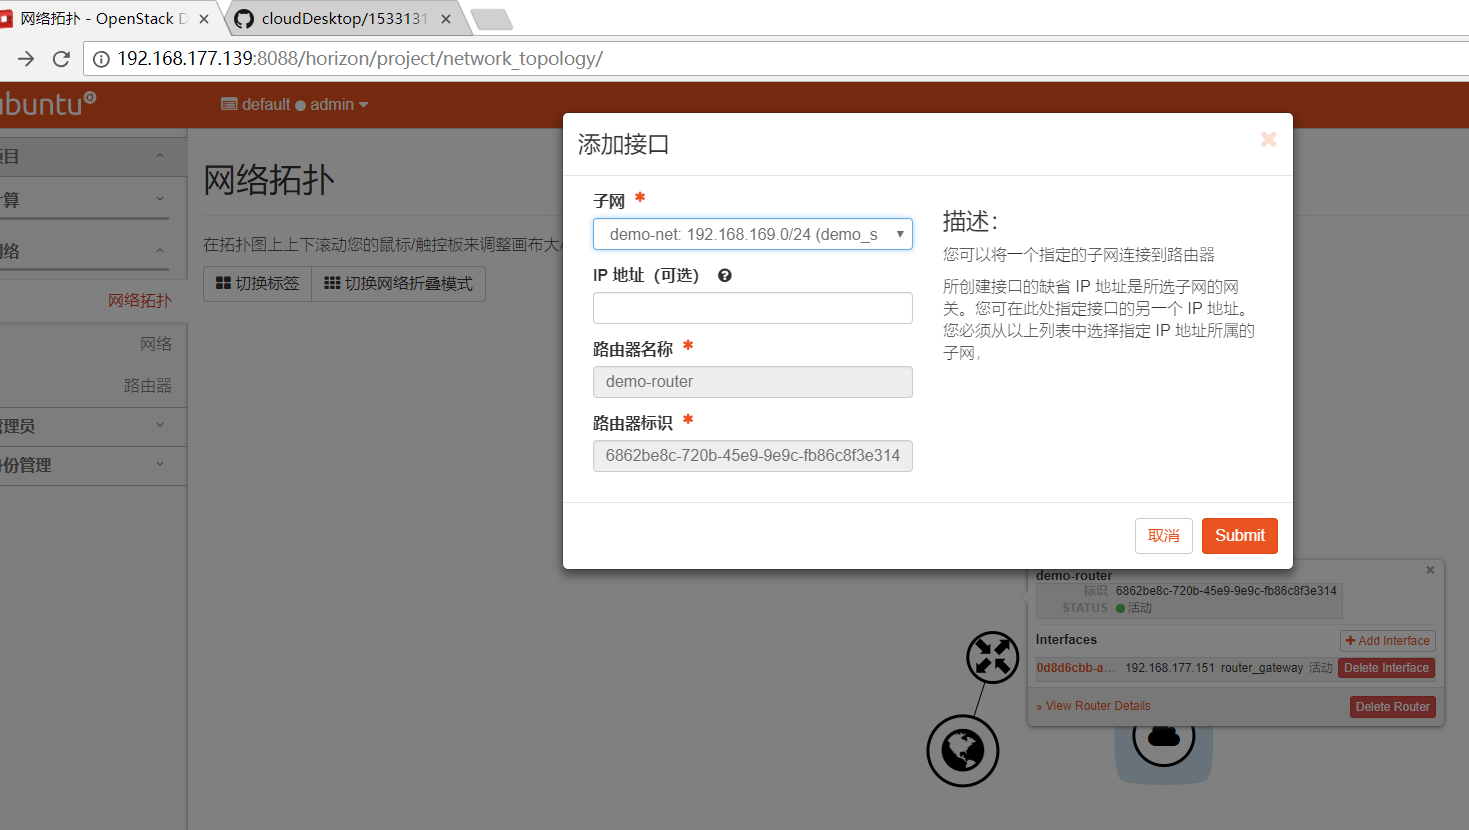 网络拓扑 - OpenStack D
cloudDesktop/1533131
192.168.177.139:8088/horizon/project/network_topology/
ubuntu
default
admin
项目
计算
网络
网络拓扑
网络
路由器
管理员
身份管理
网络拓扑
在拓扑图上上下滚动您的鼠标/触控板来调整画布大小
切换标签
切换网络折叠模式
添加接口
子网 *
demo-net: 192.168.169.0/24 (demo_s
IP 地址（可选）
路由器名称 *
demo-router
路由器标识 *
6862be8c-720b-45e9-9e9c-fb86c8f3e314
描述：
您可以将一个指定的子网连接到路由器
所创建接口的缺省 IP 地址是所选子网的网
关。您可在此处指定接口的另一个 IP 地址。
您必须从以上列表中选择指定 IP 地址所属的
子网，
取消
Submit
demo-router
标识 6862be8c-720b-45e9-9e9c-fb86c8f3e314
STATUS 活动
Interfaces
Add Interface
0d8d6cbb-a... 192.168.177.151 router_gateway 活动 Delete Interface
» View Router Details
Delete Router